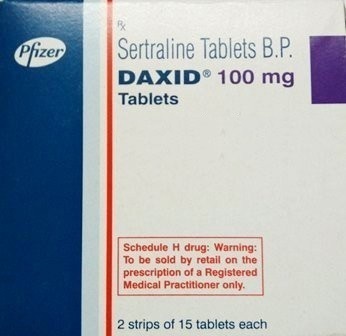 Pfizer
Rx
Sertraline Tablets B.P.
DAXID® 100 mg
Tablets
Schedule H drug: Warning:
To be sold by retail on the
prescription of a Registered
Medical Practitioner only.
2 strips of 15 tablets each